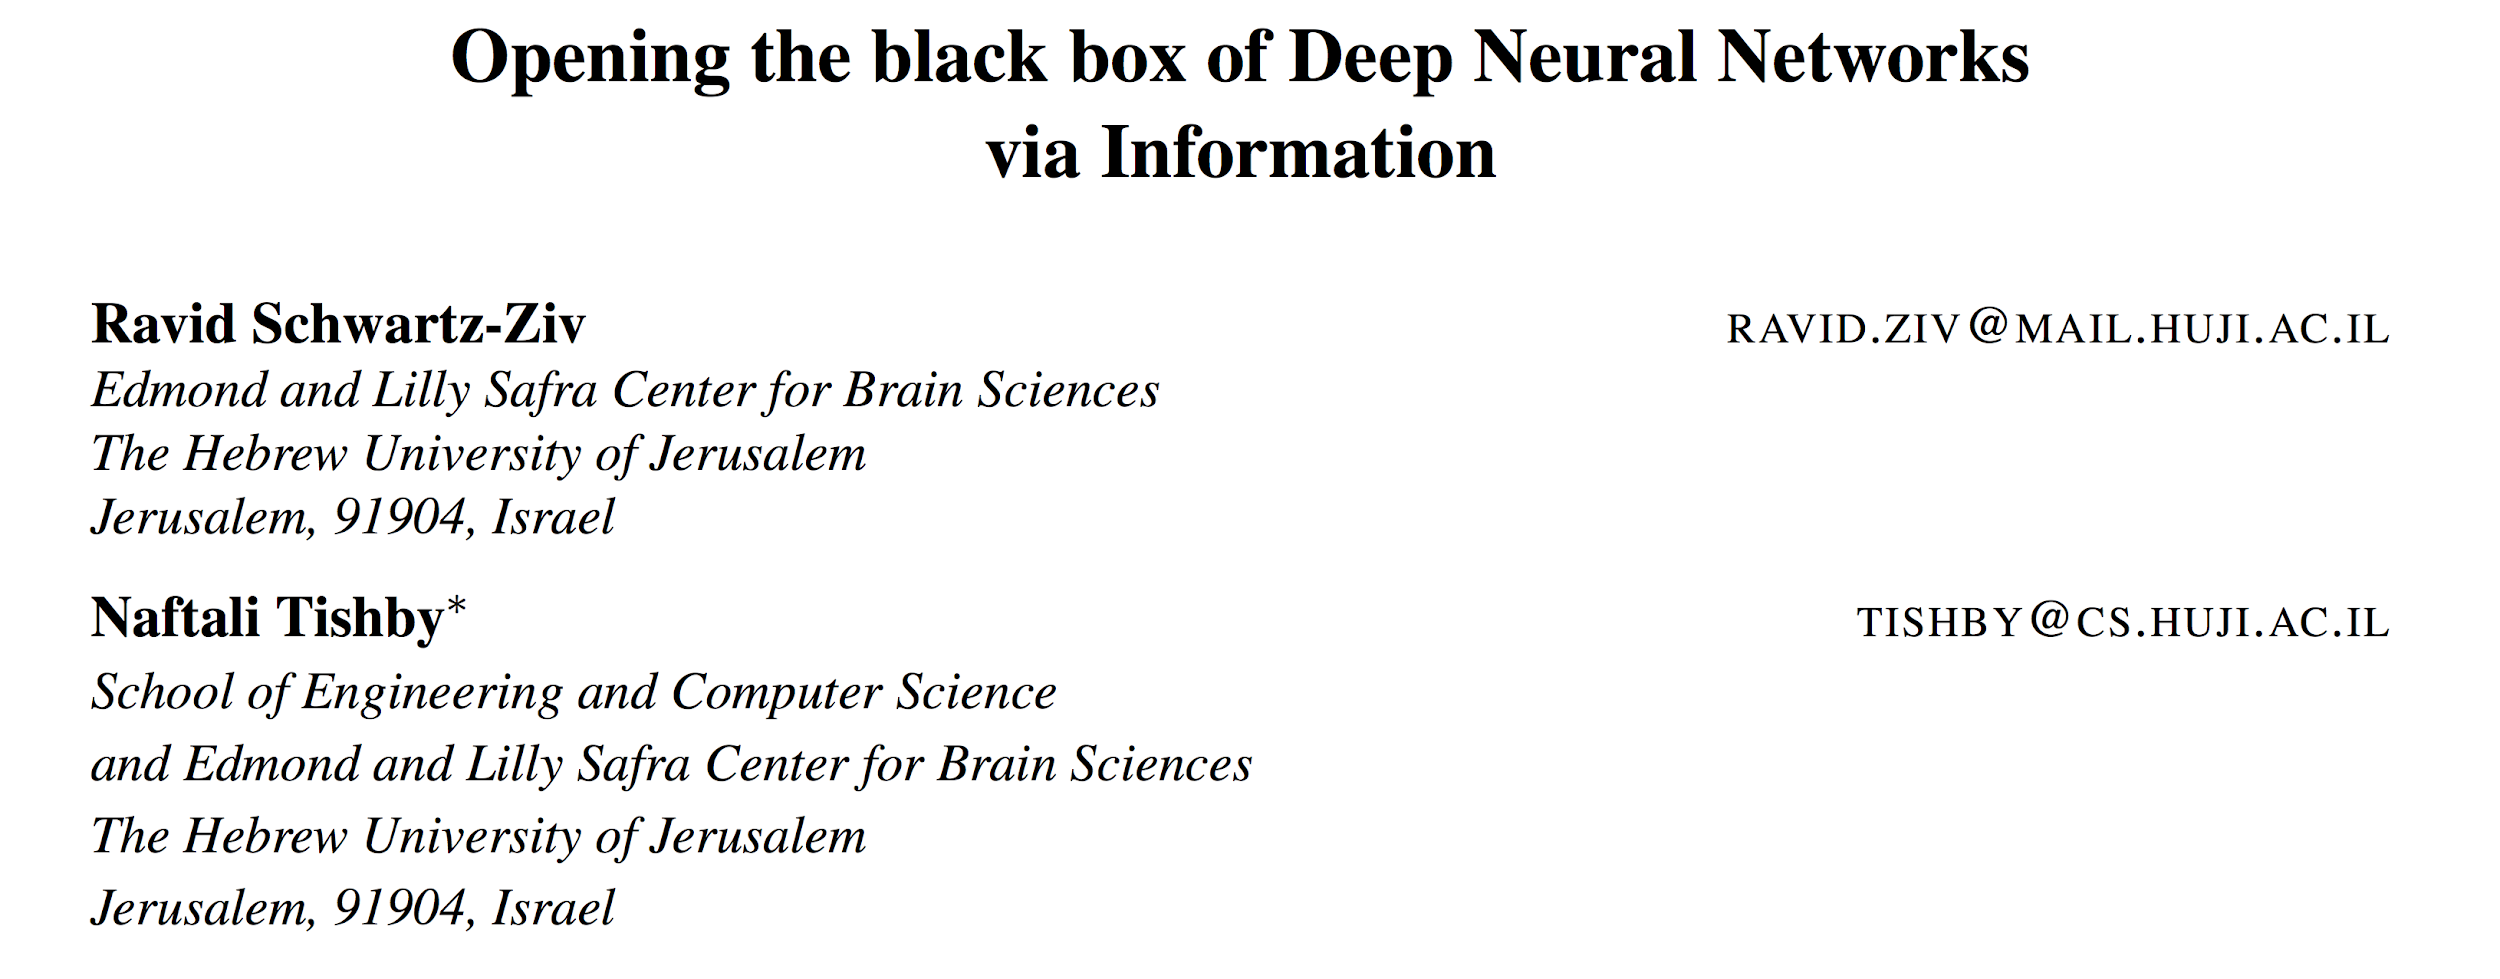 Opening the black box of Deep Neural Networks
via Information
Ravid Schwartz-Ziv RAVID.ZIV@MAIL.HUJI.AC.IL
Edmond and Lilly Safra Center for Brain Sciences
The Hebrew University of Jerusalem
Jerusalem, 91904, Israel
Naftali Tishby* TISHBY@CS.HUJI.AC.IL
School of Engineering and Computer Science
and Edmond and Lilly Safra Center for Brain Sciences
The Hebrew University of Jerusalem
Jerusalem, 91904, Israel